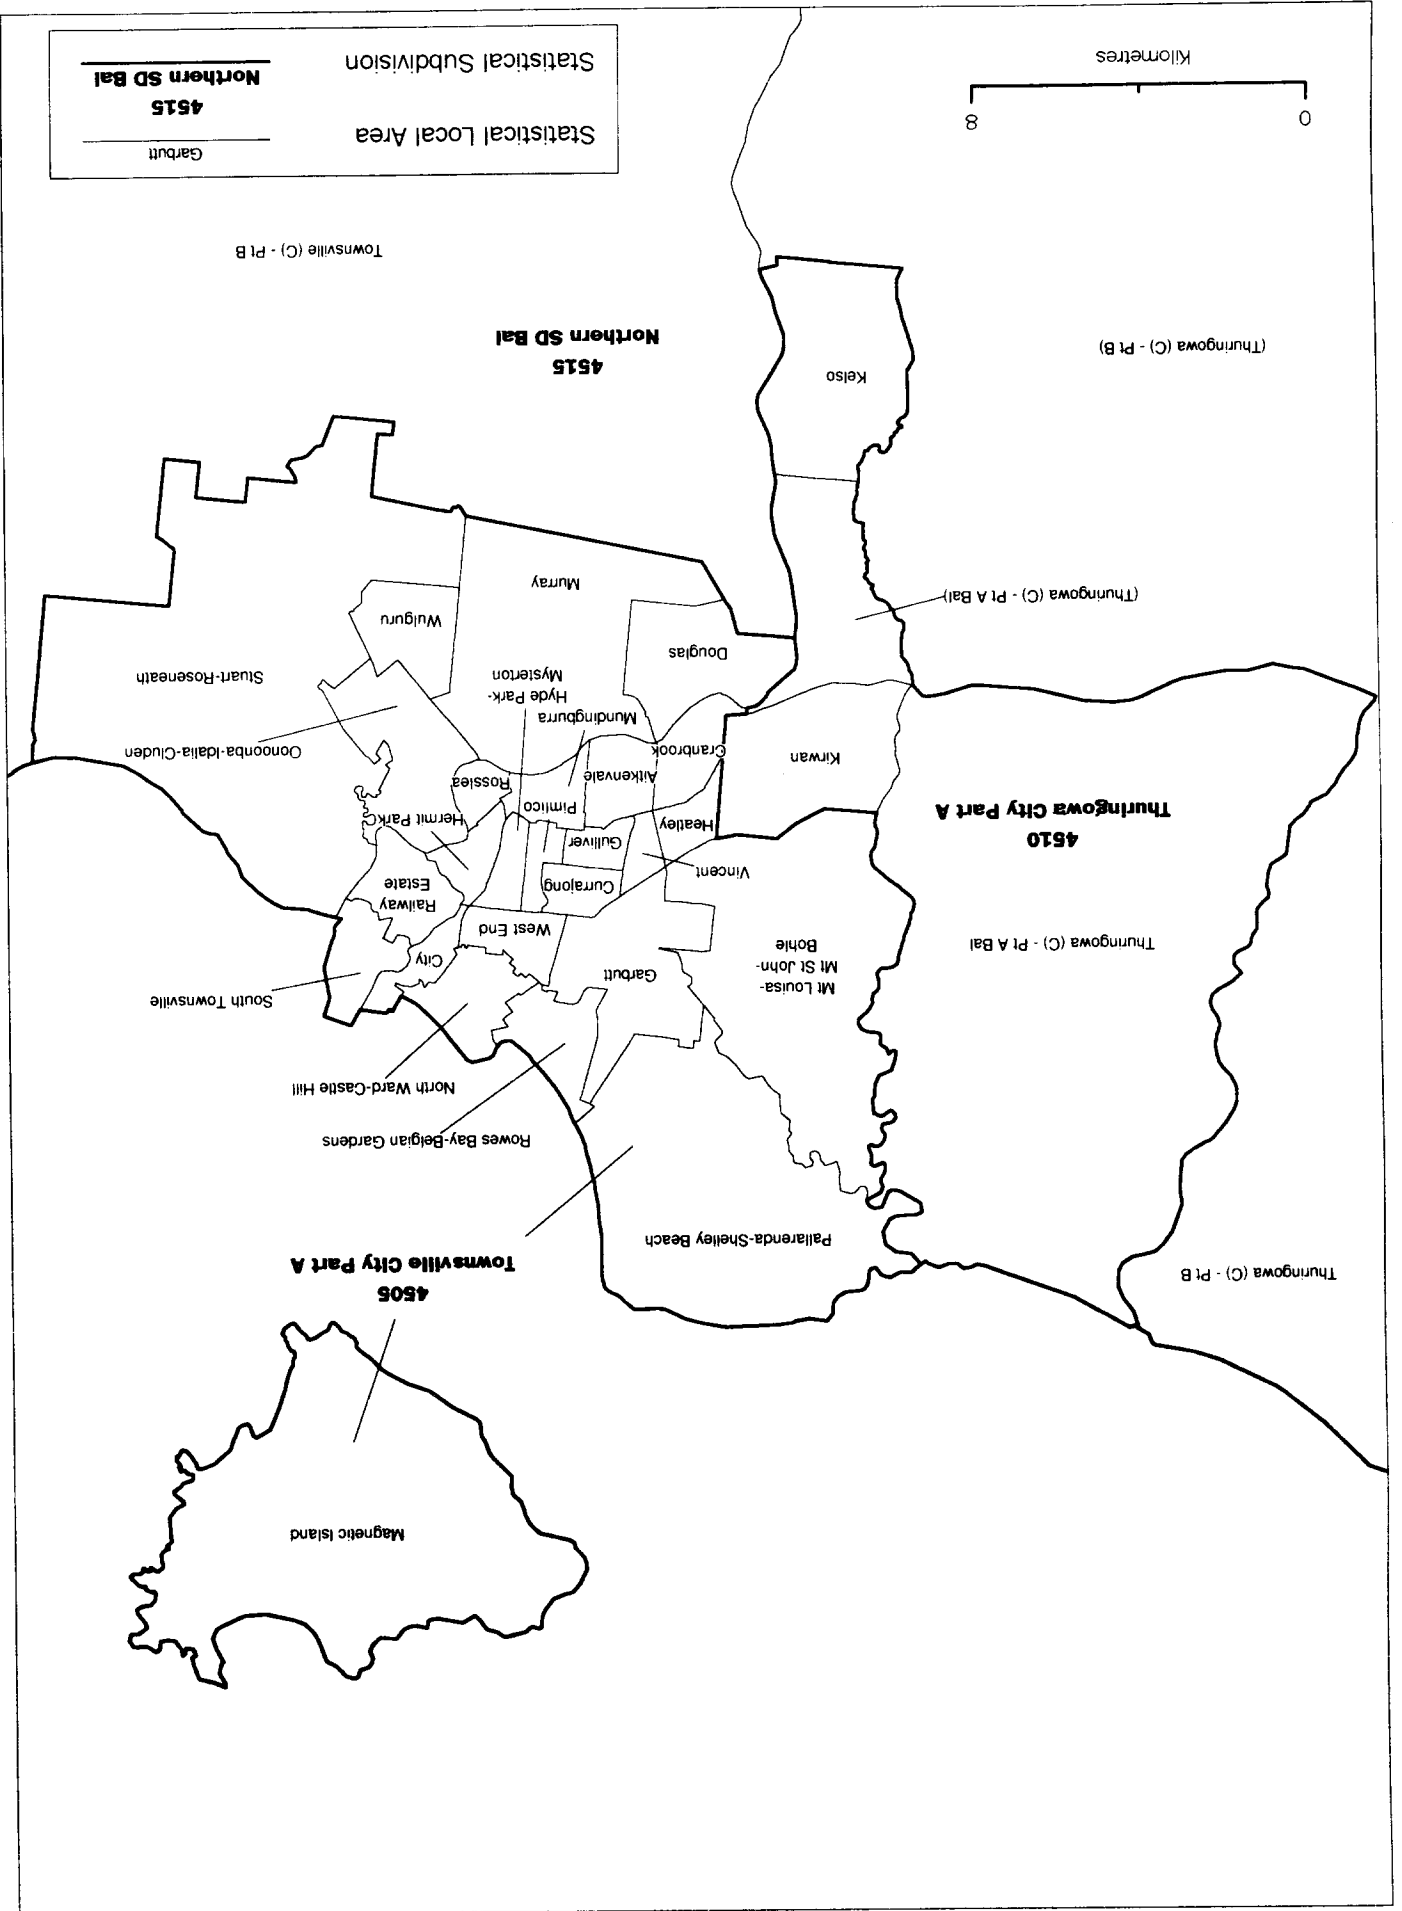 Magnetic Island
4505
Townsville City Part A
Thuringowa (C) - Pt B
Pallarenda-Shelley Beach
Rowes Bay-Belgian Gardens
North Ward-Castle Hill
South Townsville
Thuringowa (C) - Pt A Bal
Mt Louisa-
Mt St John-
Bohle
Garbutt
West End
City
Railway
Estate
4510
Thuringowa City Part A
Vincent
Currajong
Gulliver
Heatley
Hermit Park
Pimlico
Rosslea
Kirwan
Cranbrook
Aitkenvale
Mundingburra
Hyde Park-
Mysterton
Oonoonba-Idalia-Cluden
Stuart-Roseneath
Douglas
Wulguru
Murray
(Thuringowa (C) - Pt A Bal)
Kelso
(Thuringowa (C) - Pt B)
4515
Northern SD Bal
Townsville (C) - Pt B
0 8
Kilometres
Statistical Local Area
Garbutt
Statistical Subdivision
4515
Northern SD Bal